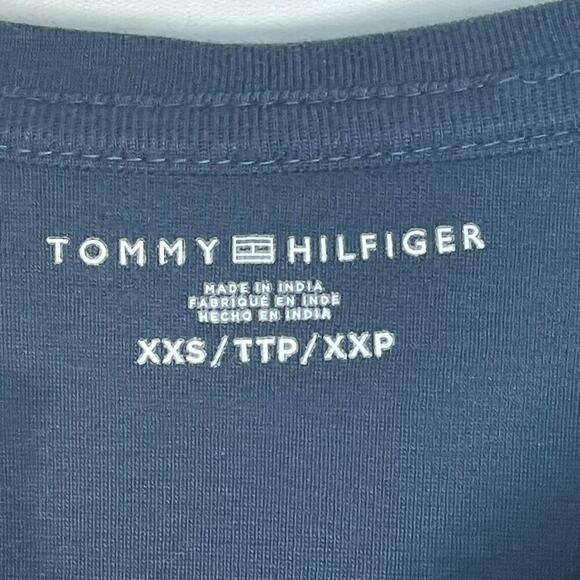 TOMMY HILFIGER
MADE IN INDIA
FABRIQUÉ EN INDE
HECHO EN INDIA
XXS/TTP/XXP